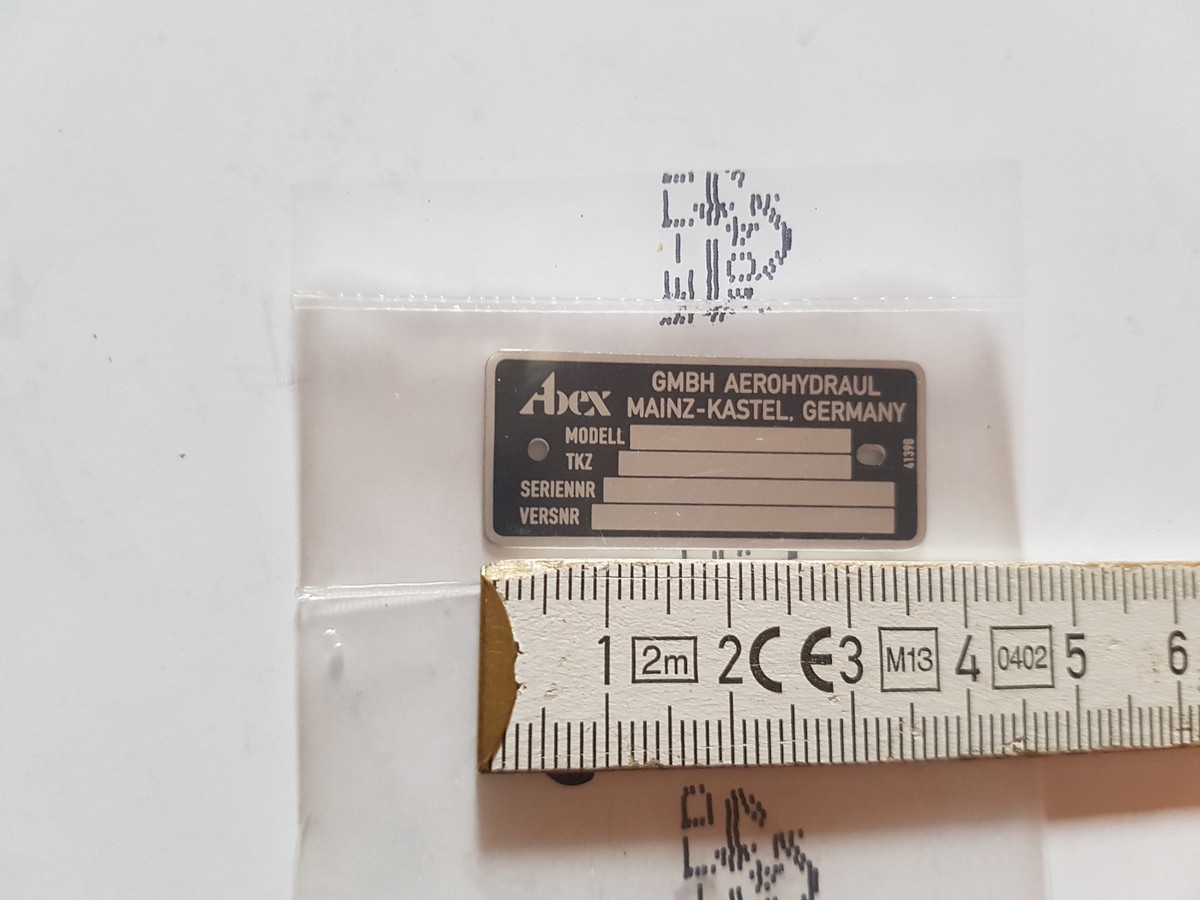 Abex
GMBH AEROHYDRAUL
MAINZ-KASTEL, GERMANY
MODELL
TKZ
41398
SERIENNR
VERSNR
1 2m 2 CE 3 M13 4 0402 5 6